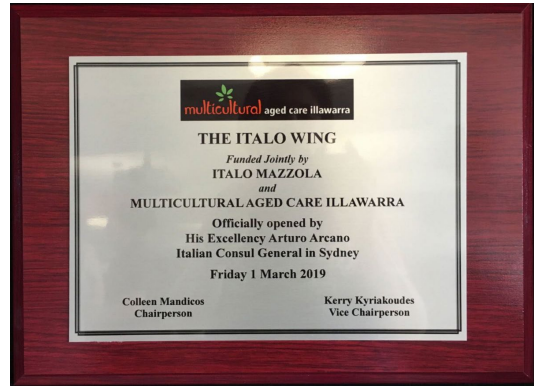 multicultural aged care illawarra
THE ITALO WING
Funded Jointly by
ITALO MAZZOLA
and
MULTICULTURAL AGED CARE ILLAWARRA
Officially opened by
His Excellency Arturo Arcano
Italian Consul General in Sydney
Friday 1 March 2019
Colleen Mandicos
Chairperson
Kerry Kyriakoudes
Vice Chairperson